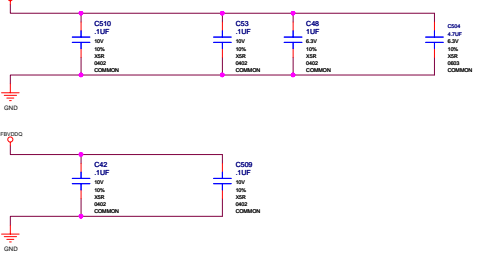 C510
.1UF
10V
10%
X5R
0402
COMMON
C53
.1UF
10V
10%
X5R
0402
COMMON
C48
1UF
6.3V
10%
X5R
0402
COMMON
C504
4.7UF
6.3V
10%
X5R
0603
COMMON
GND
FBVDDQ
C42
.1UF
10V
10%
X5R
0402
COMMON
C509
.1UF
10V
10%
X5R
0402
COMMON
GND